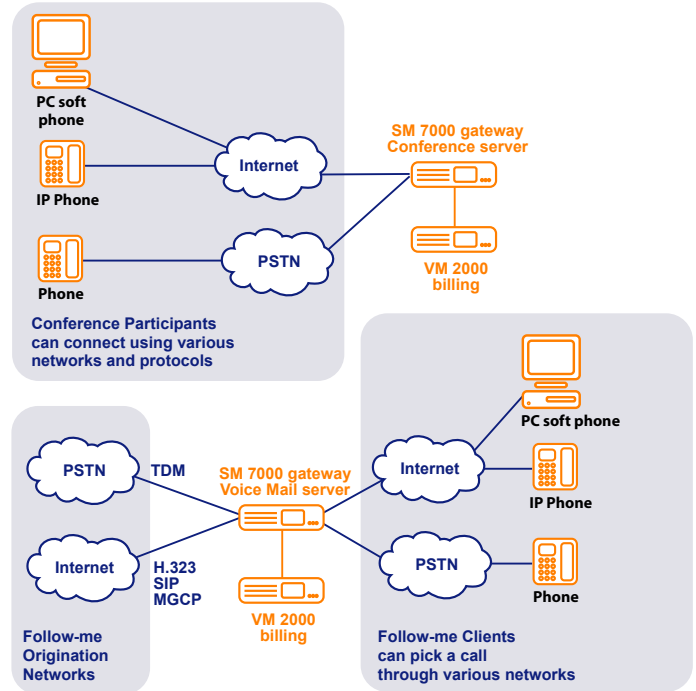 PC soft
phone
SM 7000 gateway
Conference server
Internet
IP Phone
PSTN
VM 2000
billing
Phone
Conference Participants
can connect using various
networks and protocols
PC soft phone
PSTN
TDM
SM 7000 gateway
Voice Mail server
Internet
IP Phone
Internet
H.323
SIP
MGCP
PSTN
VM 2000
billing
Phone
Follow-me
Origination
Networks
Follow-me Clients
can pick a call
through various networks